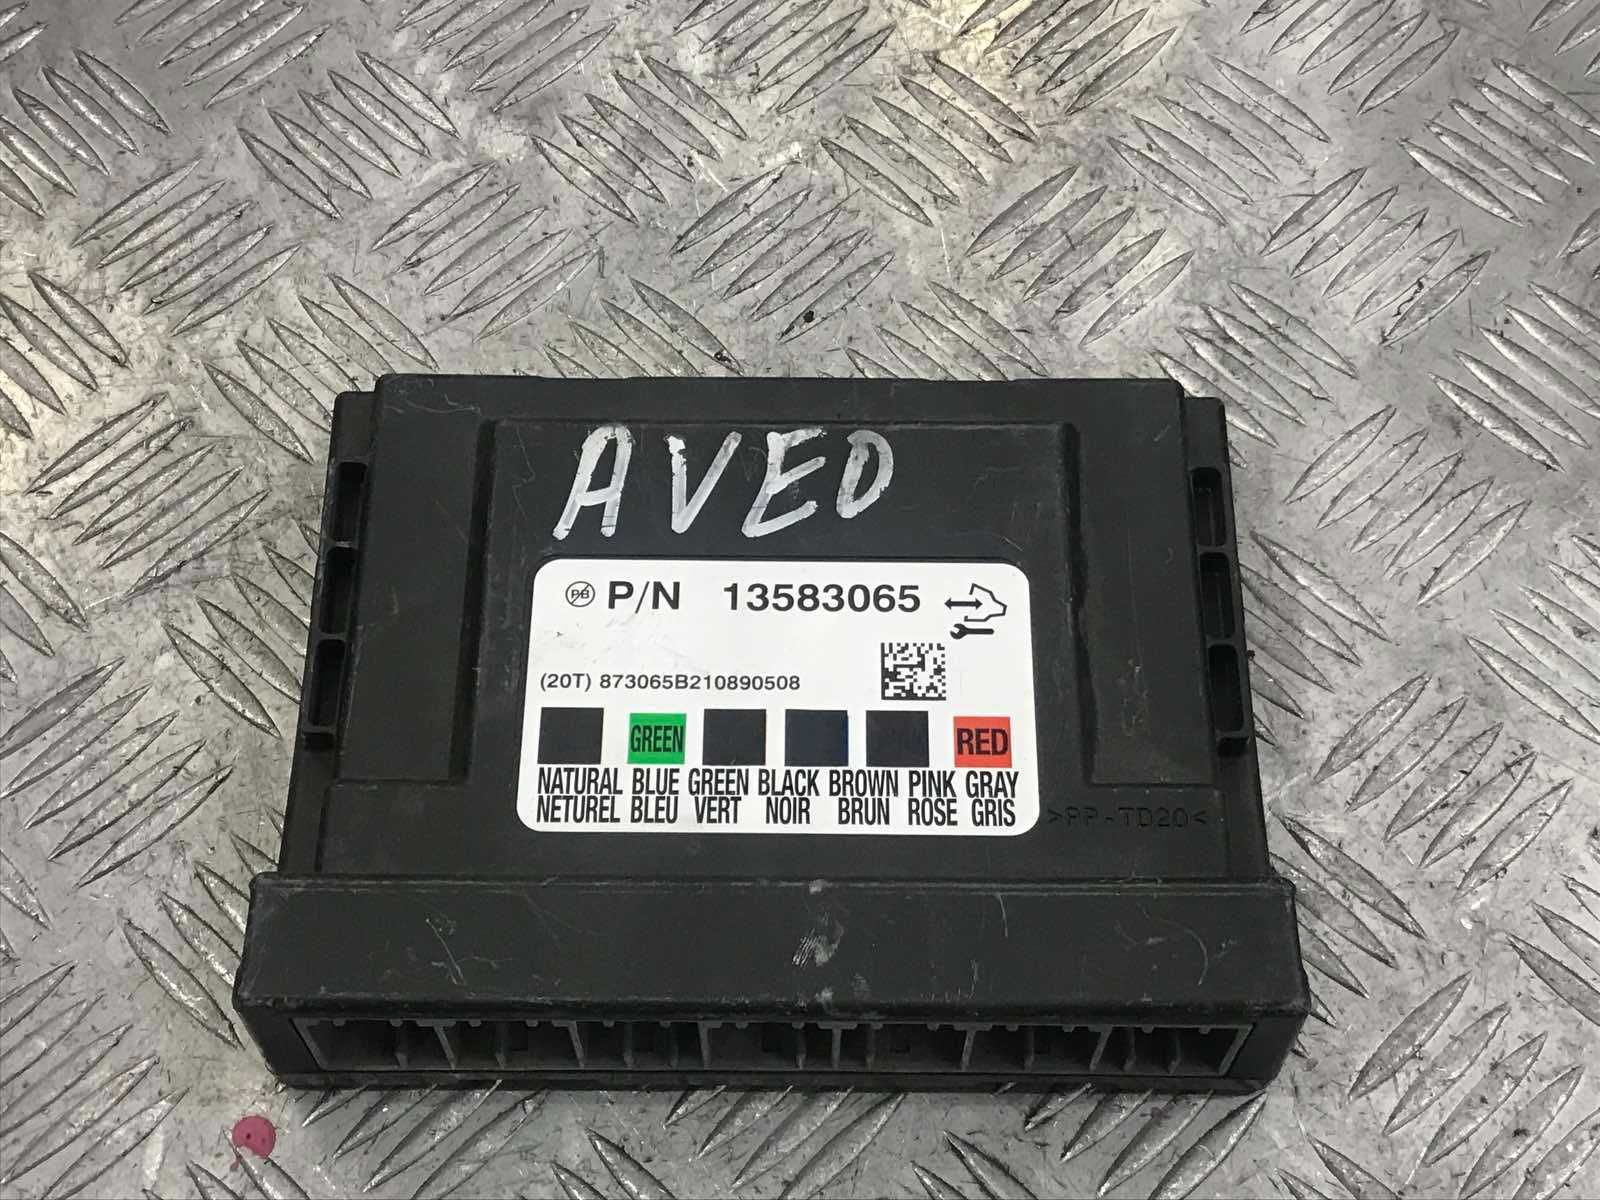 AVEO
PB P/N 13583065
(20T) 873065B210890508
GREEN RED
NATURAL BLUE GREEN BLACK BROWN PINK GRAY
NETUREL BLEU VERT NOIR BRUN ROSE GRIS
>PP-TD20<